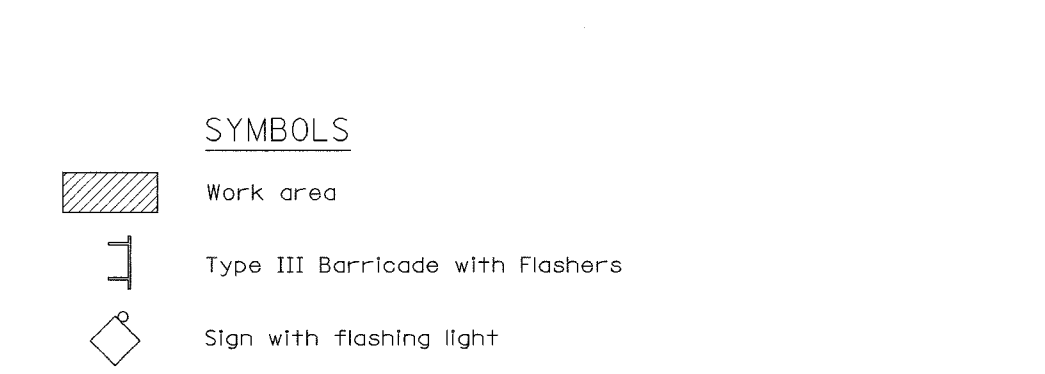 SYMBOLS
Work area
Type III Barricade with Flashers
Sign with flashing light